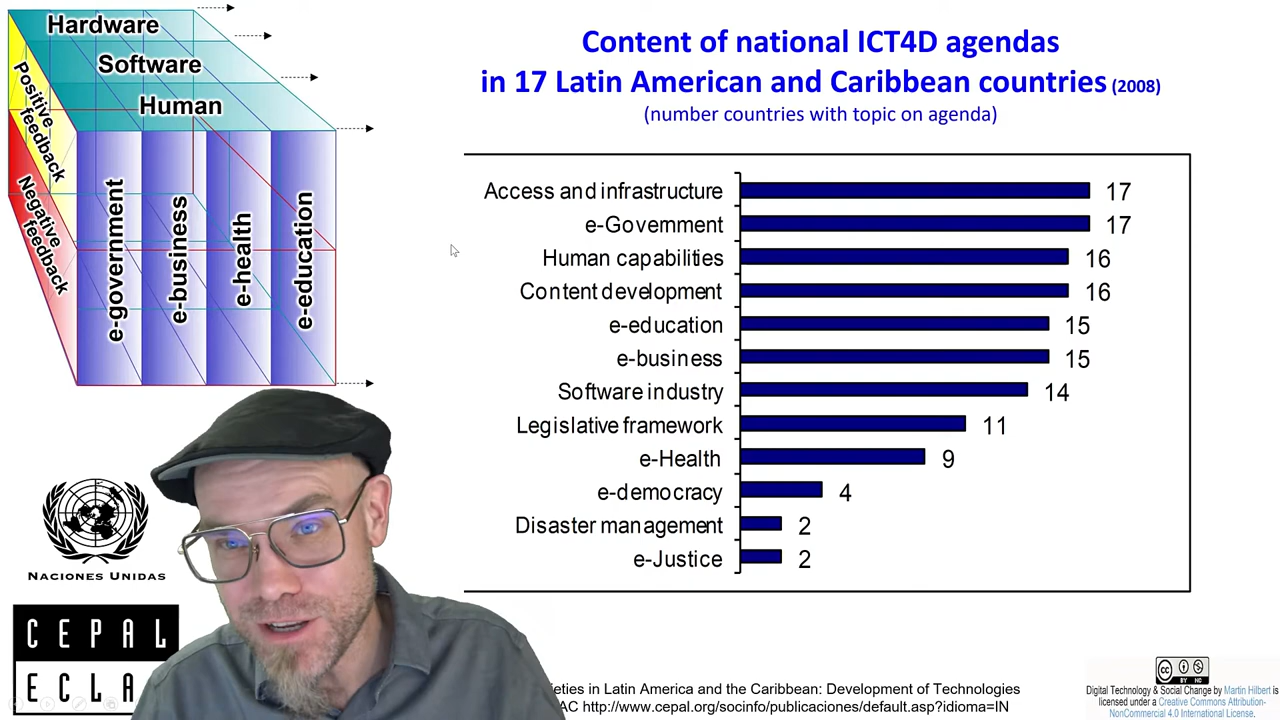 Hardware
Software
Human
Positive
feedback
Negative
feedback
e-government
e-business
e-health
e-education
Content of national ICT4D agendas
in 17 Latin American and Caribbean countries (2008)
(number countries with topic on agenda)
Access and infrastructure 17
e-Government 17
Human capabilities 16
Content development 16
e-education 15
e-business 15
Software industry 14
Legislative framework 11
e-Health 9
e-democracy 4
Disaster management 2
e-Justice 2
NACIONES UNIDAS
CEPAL
ECLA
in Latin America and the Caribbean: Development of Technologies
http://www.cepal.org/socinfo/publicaciones/default.asp?idioma=IN
CC BY NC
Digital Technology & Social Change by Martin Hilbert is
licensed under a Creative Commons Attribution-
NonCommercial 4.0 International License.